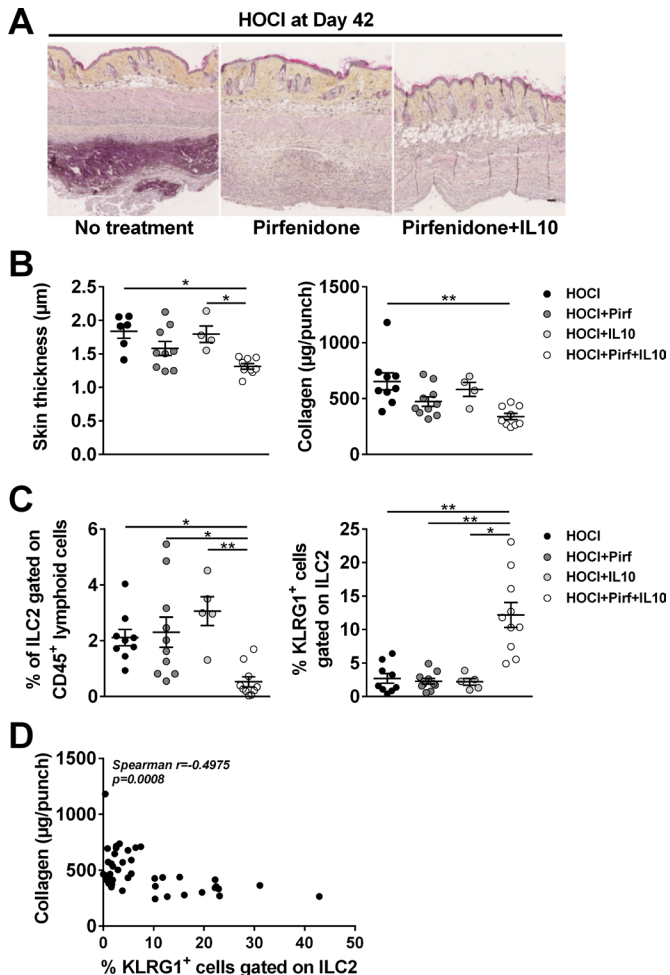 A
HOCl at Day 42
No treatment
Pirfenidone
Pirfenidone+IL10
B
Skin thickness (µm)
2.5
2.0
1.5
1.0
0.5
0.0
*
*
Collagen (µg/punch)
1500
1000
500
0
**
HOCl
HOCl+Pirf
HOCl+IL10
HOCl+Pirf+IL10
C
% of ILC2 gated on
CD45+ lymphoid cells
6
4
2
0
*
*
**
% KLRG1+ cells
gated on ILC2
25
20
15
10
5
0
**
**
*
HOCl
HOCl+Pirf
HOCl+IL10
HOCl+Pirf+IL10
D
Spearman r=-0.4975
p=0.0008
Collagen (µg/punch)
1500
1000
500
0
0 10 20 30 40 50
% KLRG1+ cells gated on ILC2